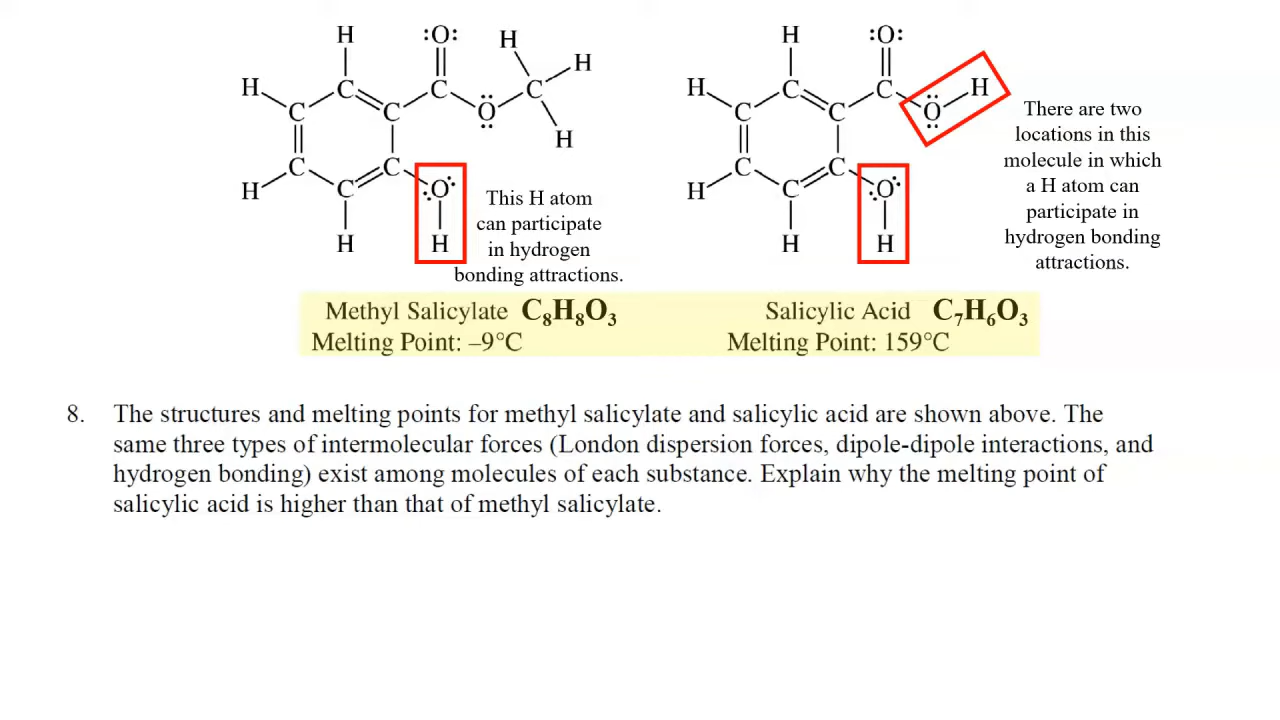 H :O: H H
H C C C H
C C O
H
C C
H C O
H H
This H atom
can participate
in hydrogen
bonding attractions.
H :O:
H C C H
C C O
C C
H C O
H H
There are two
locations in this
molecule in which
a H atom can
participate in
hydrogen bonding
attractions.
Methyl Salicylate C₈H₈O₃
Melting Point: –9°C
Salicylic Acid C₇H₆O₃
Melting Point: 159°C
8. The structures and melting points for methyl salicylate and salicylic acid are shown above. The
same three types of intermolecular forces (London dispersion forces, dipole-dipole interactions, and
hydrogen bonding) exist among molecules of each substance. Explain why the melting point of
salicylic acid is higher than that of methyl salicylate.